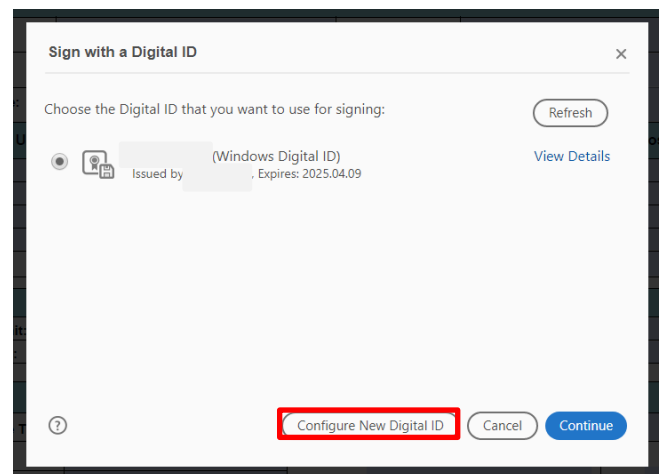 Sign with a Digital ID
Choose the Digital ID that you want to use for signing:
Refresh
(Windows Digital ID)
View Details
Issued by , Expires: 2025.04.09
?
Configure New Digital ID
Cancel
Continue